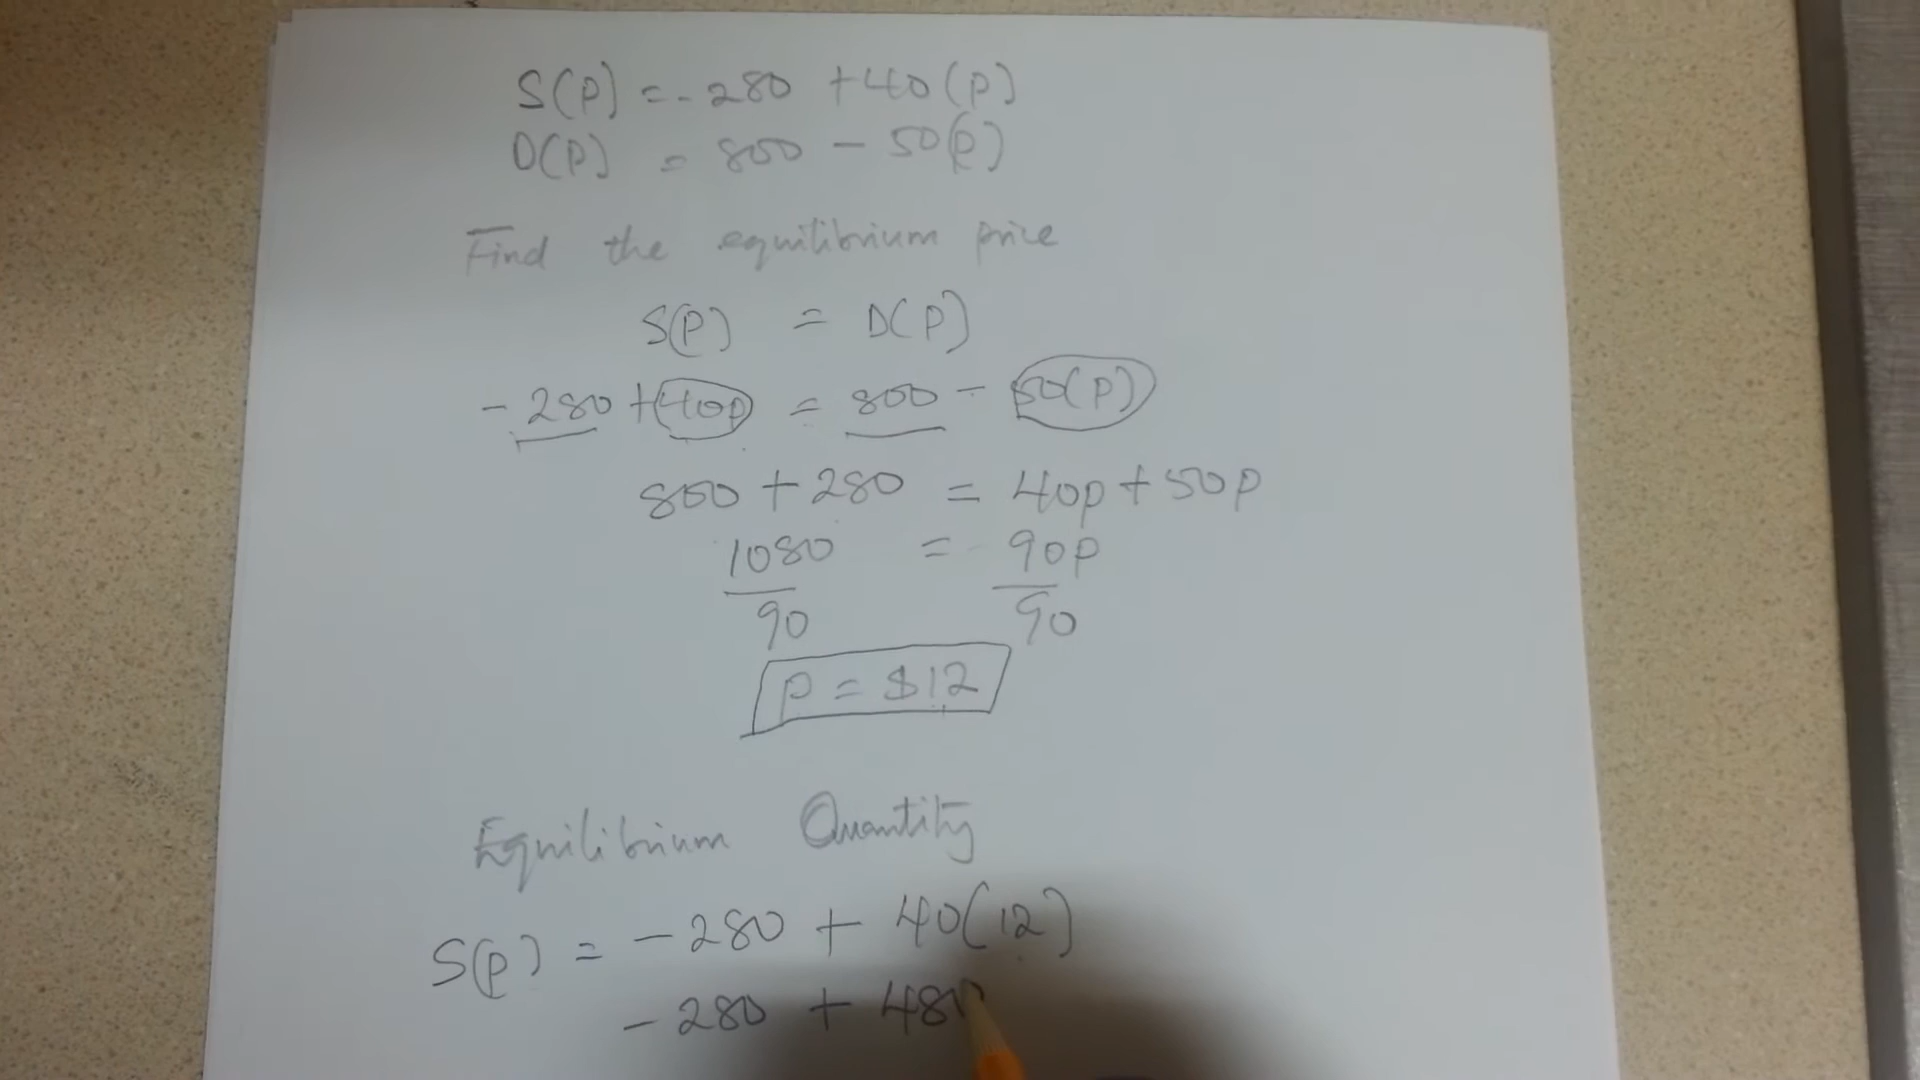 S(P) = -280 + 40(P)
D(P) = 800 - 50(P)
Find the equilibrium price
S(P) = D(P)
-280 + 40p = 800 - 50(P)
800 + 280 = 40p + 50p
1080 = 90p
90 90
P = $12
Equilibrium Quantity
S(p) = -280 + 40(12)
-280 + 480